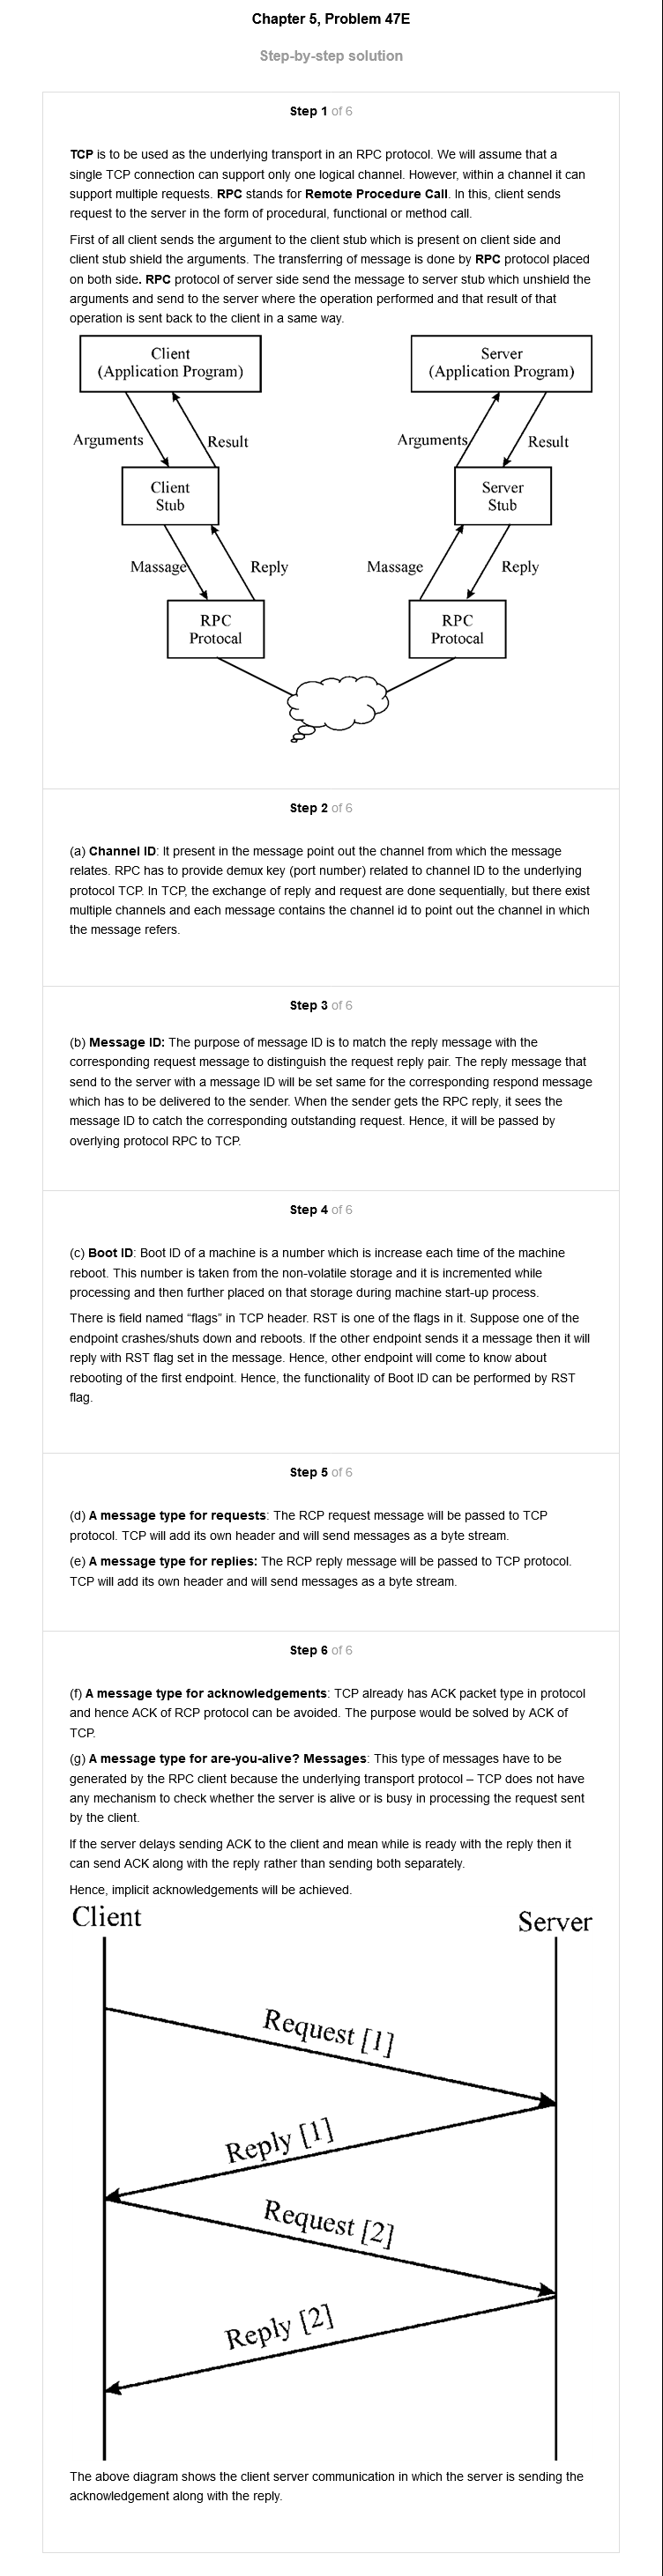 Chapter 5, Problem 47E
Step-by-step solution
Step 1 of 6
TCP is to be used as the underlying transport in an RPC protocol. We will assume that a
single TCP connection can support only one logical channel. However, within a channel it can
support multiple requests. RPC stands for Remote Procedure Call. In this, client sends
request to the server in the form of procedural, functional or method call.
First of all client sends the argument to the client stub which is present on client side and
client stub shield the arguments. The transferring of message is done by RPC protocol placed
on both side. RPC protocol of server side send the message to server stub which unshield the
arguments and send to the server where the operation performed and that result of that
operation is sent back to the client in a same way.
Client
(Application Program)
Server
(Application Program)
Arguments
Result
Arguments
Result
Client
Stub
Server
Stub
Massage
Reply
Massage
Reply
RPC
Protocal
RPC
Protocal
Step 2 of 6
(a) Channel ID: It present in the message point out the channel from which the message
relates. RPC has to provide demux key (port number) related to channel ID to the underlying
protocol TCP. In TCP, the exchange of reply and request are done sequentially, but there exist
multiple channels and each message contains the channel id to point out the channel in which
the message refers.
Step 3 of 6
(b) Message ID: The purpose of message ID is to match the reply message with the
corresponding request message to distinguish the request reply pair. The reply message that
send to the server with a message ID will be set same for the corresponding respond message
which has to be delivered to the sender. When the sender gets the RPC reply, it sees the
message ID to catch the corresponding outstanding request. Hence, it will be passed by
overlying protocol RPC to TCP.
Step 4 of 6
(c) Boot ID: Boot ID of a machine is a number which is increase each time of the machine
reboot. This number is taken from the non-volatile storage and it is incremented while
processing and then further placed on that storage during machine start-up process.
There is field named “flags” in TCP header. RST is one of the flags in it. Suppose one of the
endpoint crashes/shuts down and reboots. If the other endpoint sends it a message then it will
reply with RST flag set in the message. Hence, other endpoint will come to know about
rebooting of the first endpoint. Hence, the functionality of Boot ID can be performed by RST
flag.
Step 5 of 6
(d) A message type for requests: The RCP request message will be passed to TCP
protocol. TCP will add its own header and will send messages as a byte stream.
(e) A message type for replies: The RCP reply message will be passed to TCP protocol.
TCP will add its own header and will send messages as a byte stream.
Step 6 of 6
(f) A message type for acknowledgements: TCP already has ACK packet type in protocol
and hence ACK of RCP protocol can be avoided. The purpose would be solved by ACK of
TCP.
(g) A message type for are-you-alive? Messages: This type of messages have to be
generated by the RPC client because the underlying transport protocol – TCP does not have
any mechanism to check whether the server is alive or is busy in processing the request sent
by the client.
If the server delays sending ACK to the client and mean while is ready with the reply then it
can send ACK along with the reply rather than sending both separately.
Hence, implicit acknowledgements will be achieved.
Client
Server
Request [1]
Reply [1]
Request [2]
Reply [2]
The above diagram shows the client server communication in which the server is sending the
acknowledgement along with the reply.